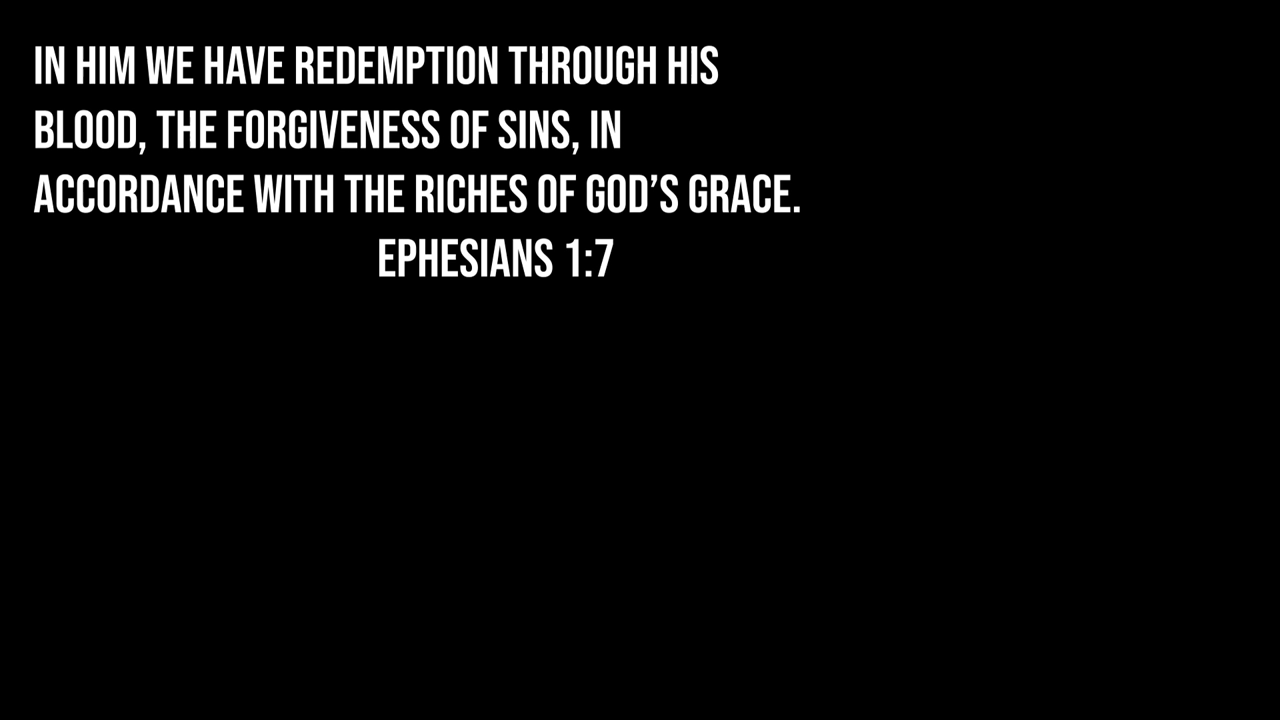 IN HIM WE HAVE REDEMPTION THROUGH HIS
BLOOD, THE FORGIVENESS OF SINS, IN
ACCORDANCE WITH THE RICHES OF GOD’S GRACE.
EPHESIANS 1:7